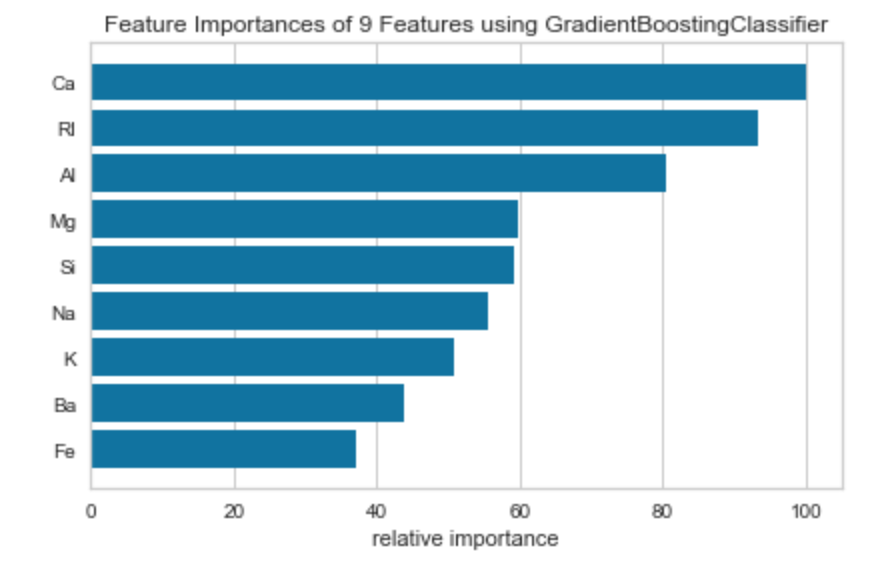 Feature Importances of 9 Features using GradientBoostingClassifier
Ca
RI
Al
Mg
Si
Na
K
Ba
Fe
0 20 40 60 80 100
relative importance